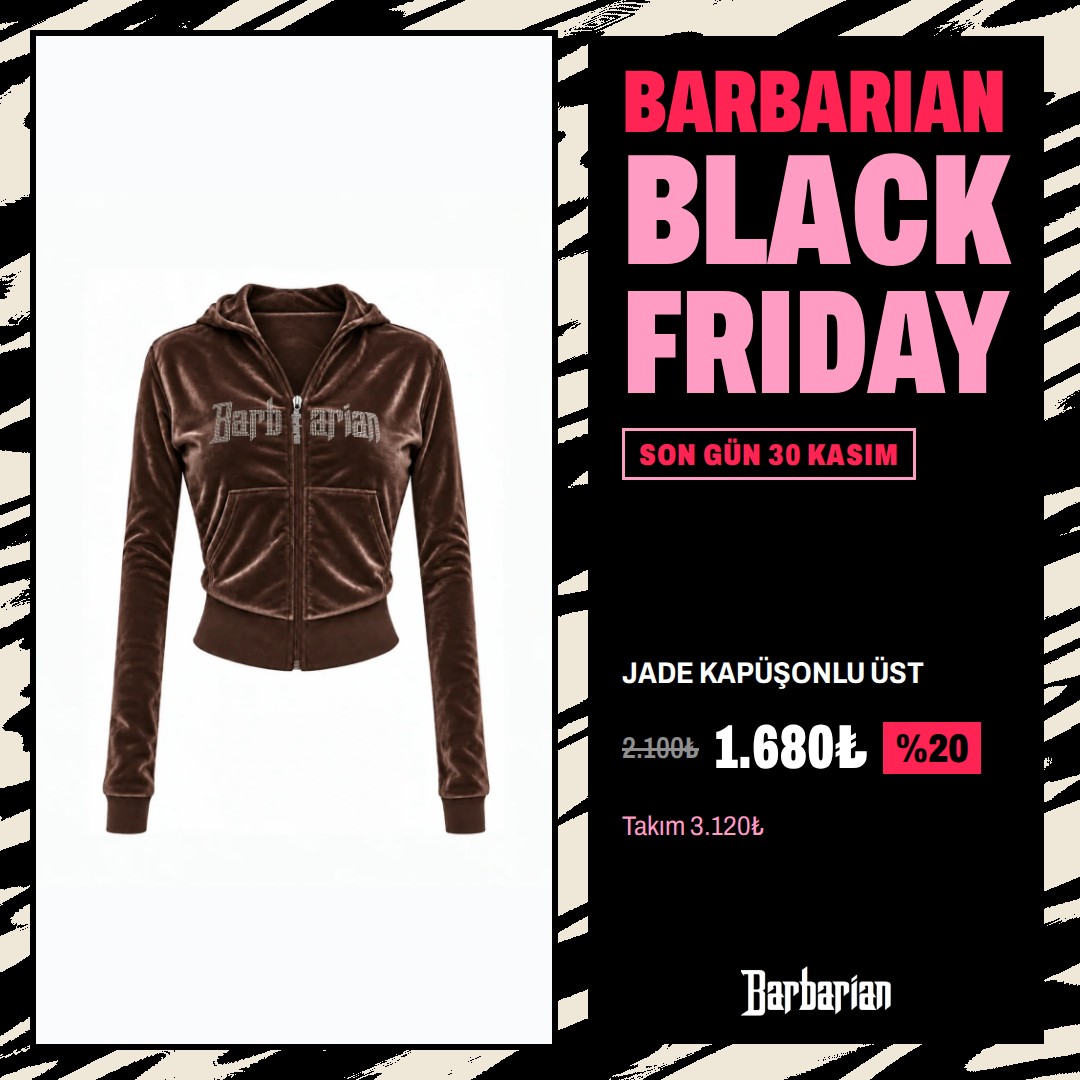 Barbarian
BARBARIAN
BLACK
FRIDAY
SON GÜN 30 KASIM
JADE KAPÜŞONLU ÜST
2.100₺ 1.680₺ %20
Takım 3.120₺
Barbarian